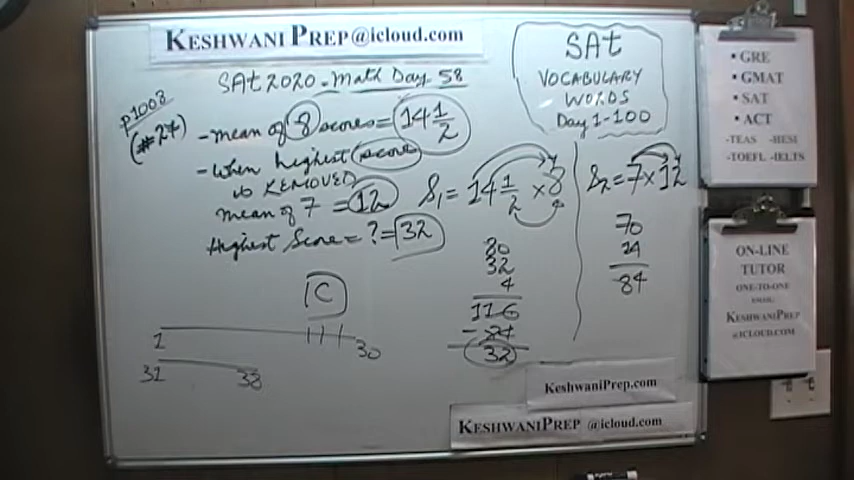 KESHWANI PREP@icloud.com
SAt 2020 - Math Day 58
p1003
(#27)
- mean of 8 scores = 14 1/2
- When highest score
is REMOVED
mean of 7 = 12
Highest Score = ? = 32
IC
1 30
31 38
S1 = 14 1/2 × 8
80
32
4
116
- 84
32
S2 = 7 × 12
70
14
84
SAt
VOCABULARY
WORDS
Day 1-100
• GRE
• GMAT
• SAT
• ACT
-TEAS -HESI
-TOEFL -IELTS
ON-LINE
TUTOR
ONE-TO-ONE
EMAIL:
KESHWANIPREP
@ICLOUD.COM
KESHWANIPREP.COM
KESHWANIPREP @icloud.com